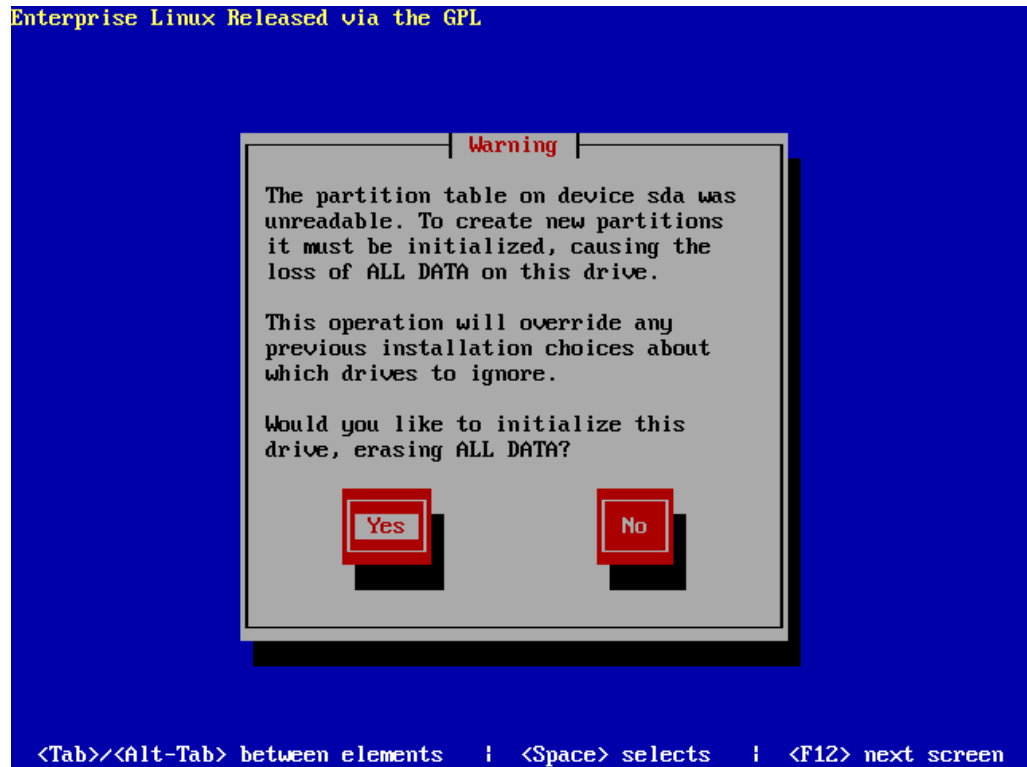 Enterprise Linux Released via the GPL
Warning
The partition table on device sda was
unreadable. To create new partitions
it must be initialized, causing the
loss of ALL DATA on this drive.
This operation will override any
previous installation choices about
which drives to ignore.
Would you like to initialize this
drive, erasing ALL DATA?
Yes No
<Tab>/<Alt-Tab> between elements | <Space> selects | <F12> next screen